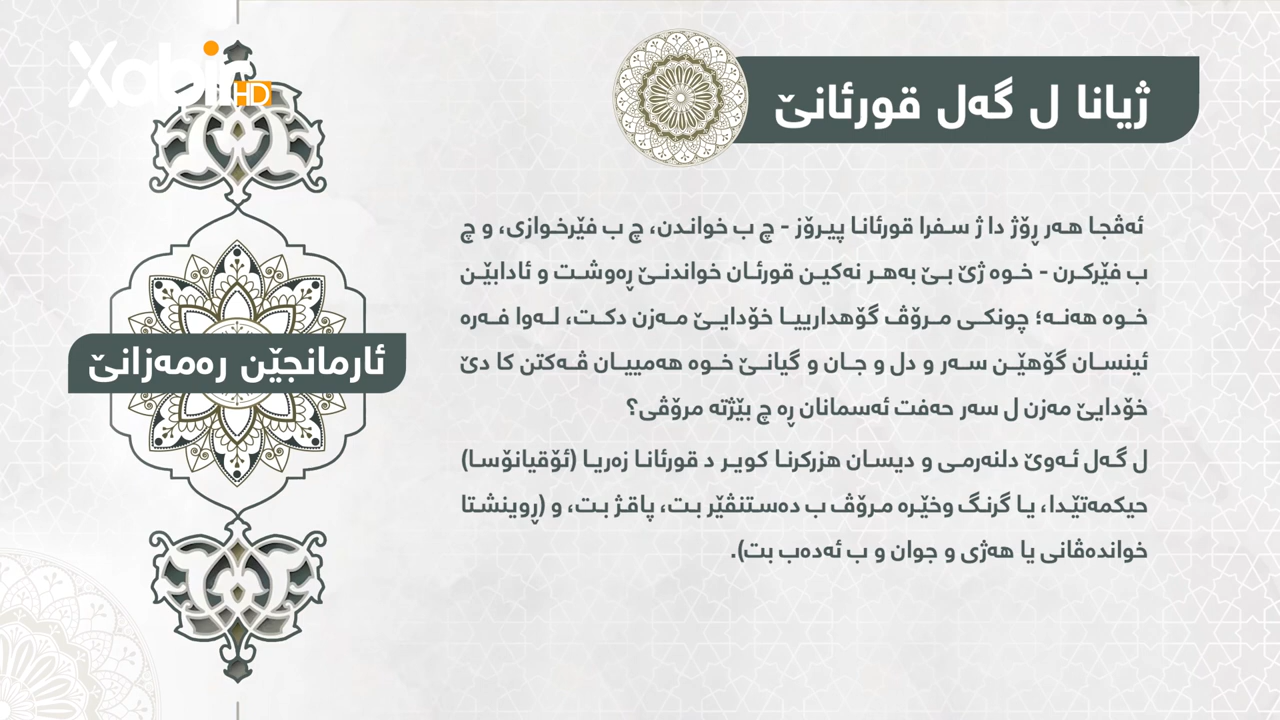 Xabir HD
ژیانا ل گەل قورئانێ
ئەڤجا هەر ڕۆژ دا ژ سفرا قورئانا پیرۆز - چ ب خواندن، چ ب فێرخوازی، و چ
ب فێرکرن - خوە ژێ بێ بەهر نەکەین قورئان خواندنێ ڕەوشت و ئادابێن
خوە هەنە؛ چونکی مرۆڤ گۆهدارییا خۆدایێ مەزن دکت، لەوا فەرە
ئینسان گۆهێن سەر و دل و جان و گیانێ خوە هەمییان ڤەکتن کا دێ
خۆدایێ مەزن ل سەر حەفت ئەسمانان ڕە چ بێژتە مرۆڤی؟
ل گەل ئەوێ دلنەرمی و دیسان هزرکرنا کویر د قورئانا زەریا (ئۆقیانۆسا)
حیکمەتێدا، یا گرنگ وخێرە مرۆڤ ب دەستنڤێر بت، پاقژ بت، و (ڕوینشتا
خواندەڤانی یا هەژی و جوان و ب ئەدەب بت).
ئارمانجێن رەمەزانێ